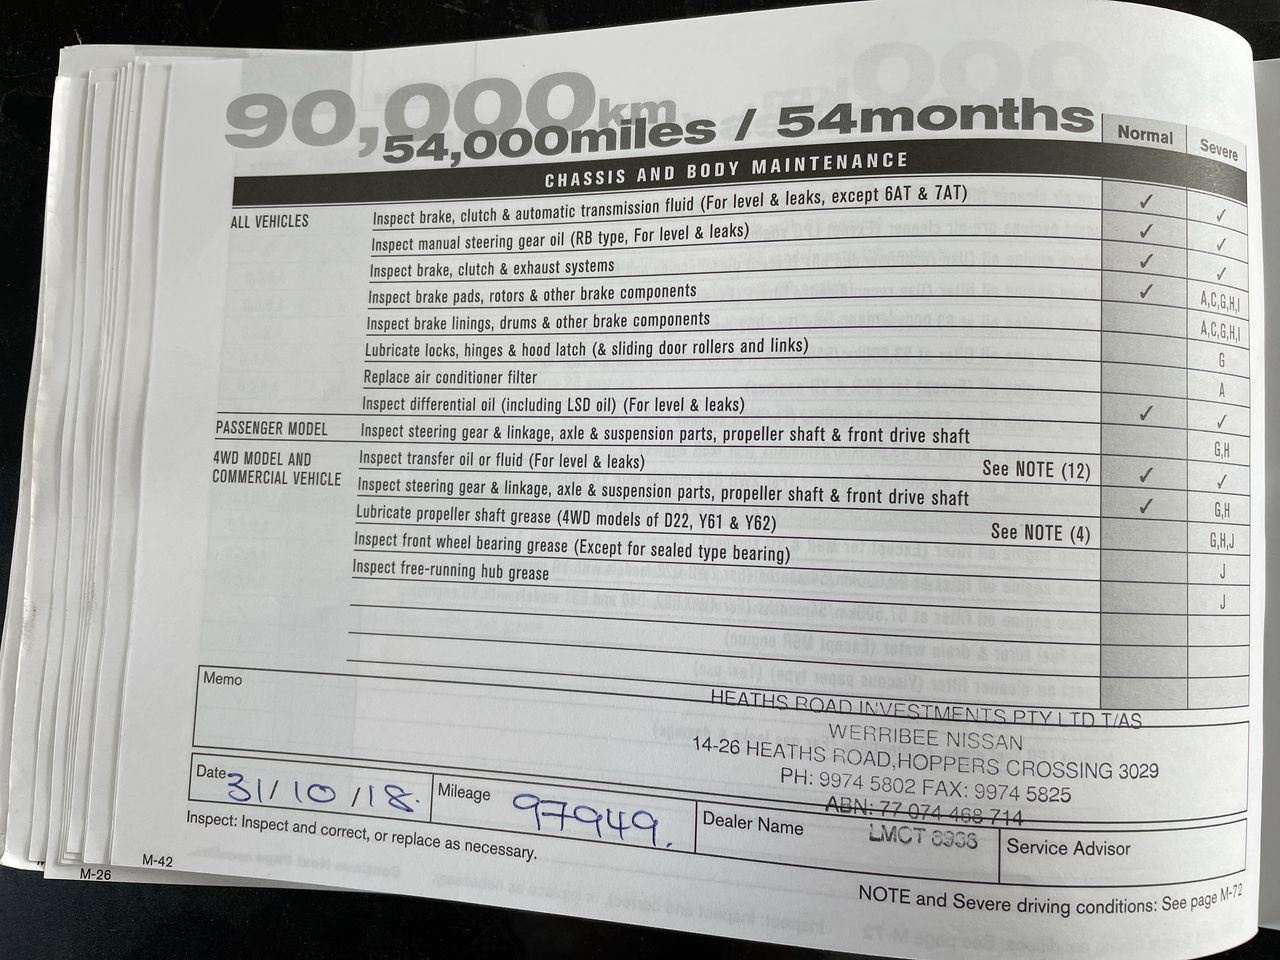 90,000km
54,000miles / 54months
Normal Severe
CHASSIS AND BODY MAINTENANCE
ALL VEHICLES Inspect brake, clutch & automatic transmission fluid (For level & leaks, except 6AT & 7AT) ✓ ✓
Inspect manual steering gear oil (RB type, For level & leaks) ✓ ✓
Inspect brake, clutch & exhaust systems ✓ ✓
Inspect brake pads, rotors & other brake components ✓ A,C,G,H,I
Inspect brake linings, drums & other brake components A,C,G,H,I
Lubricate locks, hinges & hood latch (& sliding door rollers and links) G
Replace air conditioner filter A
Inspect differential oil (including LSD oil) (For level & leaks) ✓ ✓
PASSENGER MODEL Inspect steering gear & linkage, axle & suspension parts, propeller shaft & front drive shaft G,H
4WD MODEL AND COMMERCIAL VEHICLE Inspect transfer oil or fluid (For level & leaks) See NOTE (12) ✓ ✓
Inspect steering gear & linkage, axle & suspension parts, propeller shaft & front drive shaft ✓ G,H
Lubricate propeller shaft grease (4WD models of D22, Y61 & Y62) See NOTE (4) G,H,J
Inspect front wheel bearing grease (Except for sealed type bearing) J
Inspect free-running hub grease J
Memo
HEATHS ROAD INVESTMENTS PTY LTD T/AS
WERRIBEE NISSAN
14-26 HEATHS ROAD,HOPPERS CROSSING 3029
PH: 9974 5802 FAX: 9974 5825
ABN: 77 074 468 714
LMCT
Date 31/10/18. Mileage 97949. Dealer Name Service Advisor
Inspect: Inspect and correct, or replace as necessary.
NOTE and Severe driving conditions: See page M-72
M-42
M-26